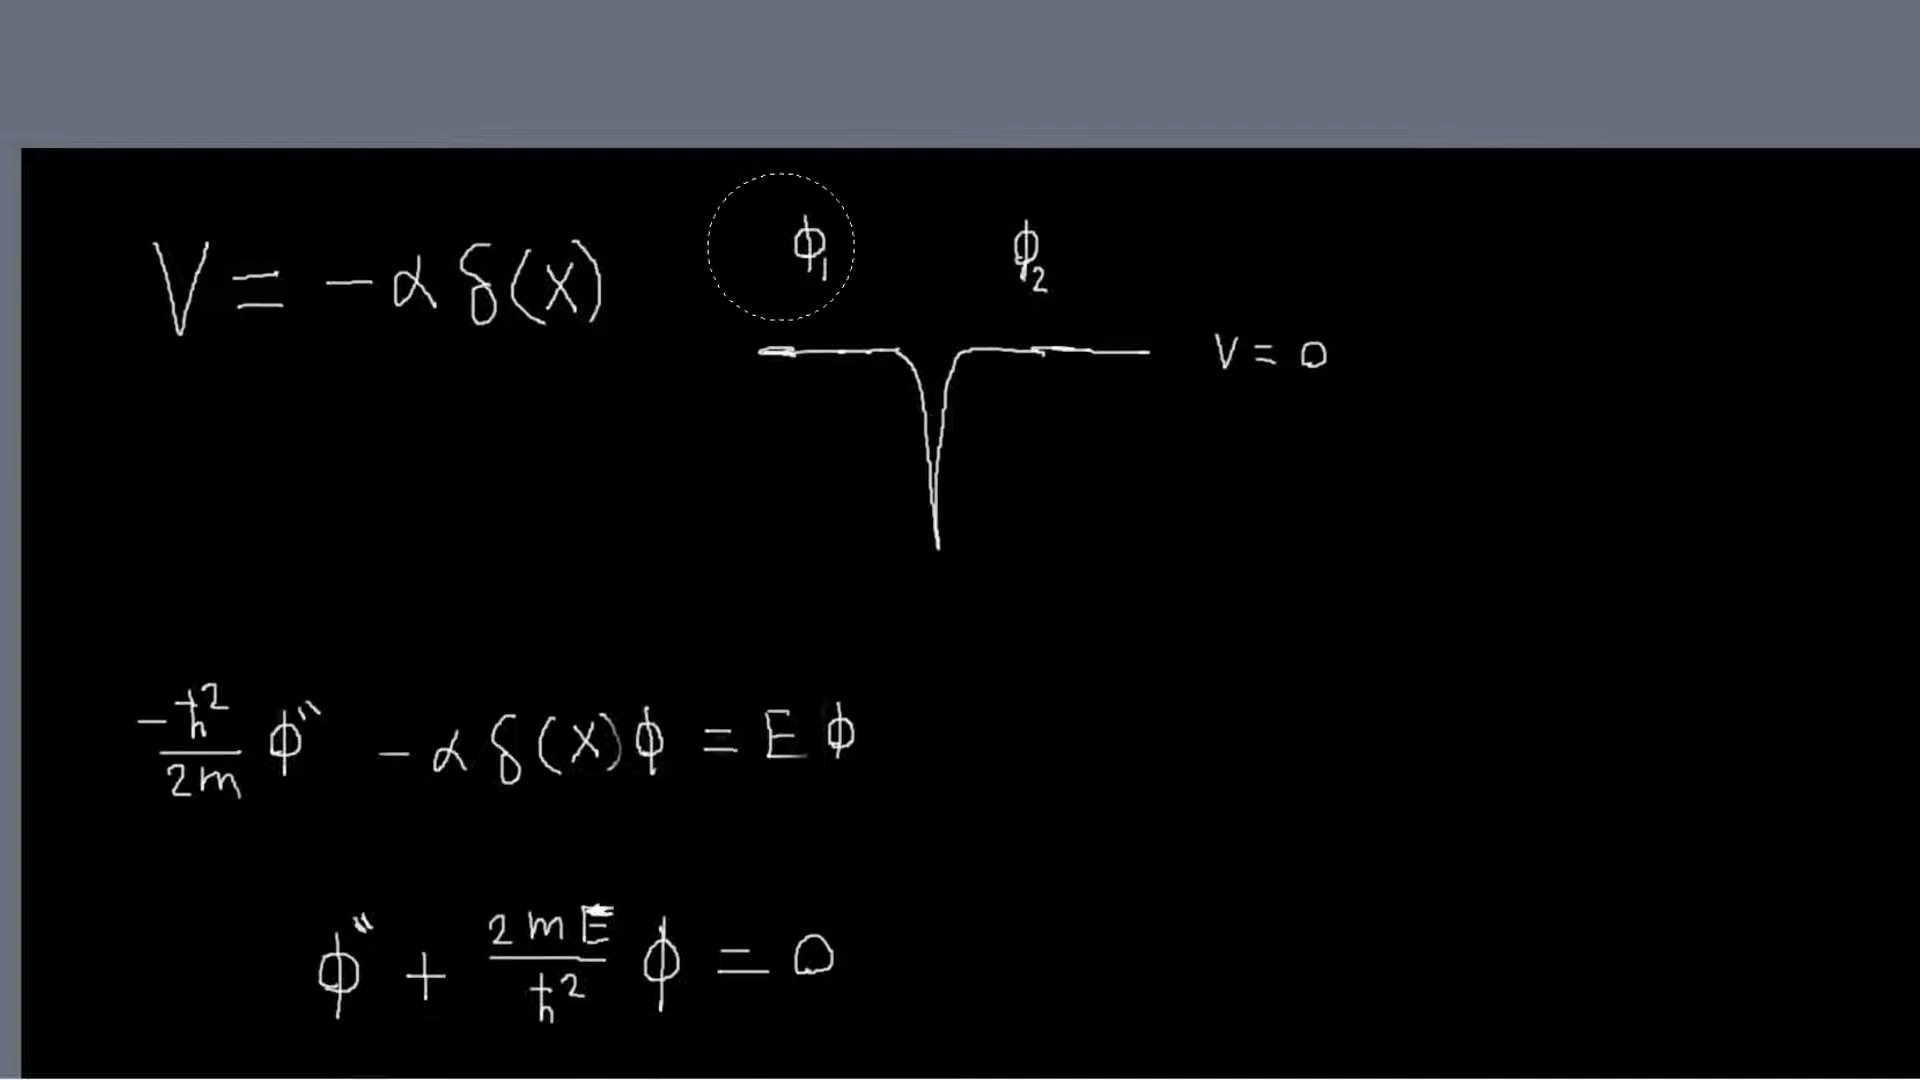 V = -α δ(x)
ϕ₁ ϕ₂
V = 0
-ħ²/2m ϕ" - α δ(x) ϕ = E ϕ
ϕ" + 2mE/ħ² ϕ = 0